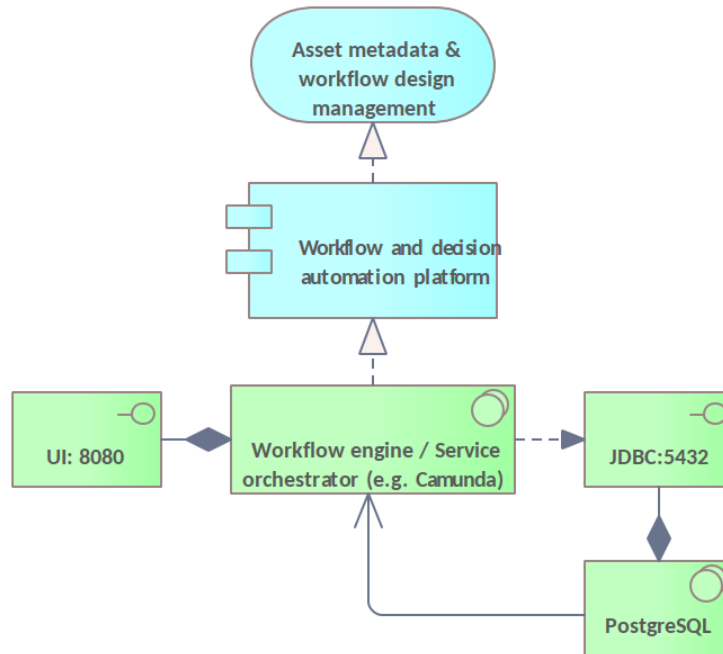 Asset metadata &
workflow design
management
Workflow and decision
automation platform
UI: 8080
Workflow engine / Service
orchestrator (e.g. Camunda)
JDBC:5432
PostgreSQL